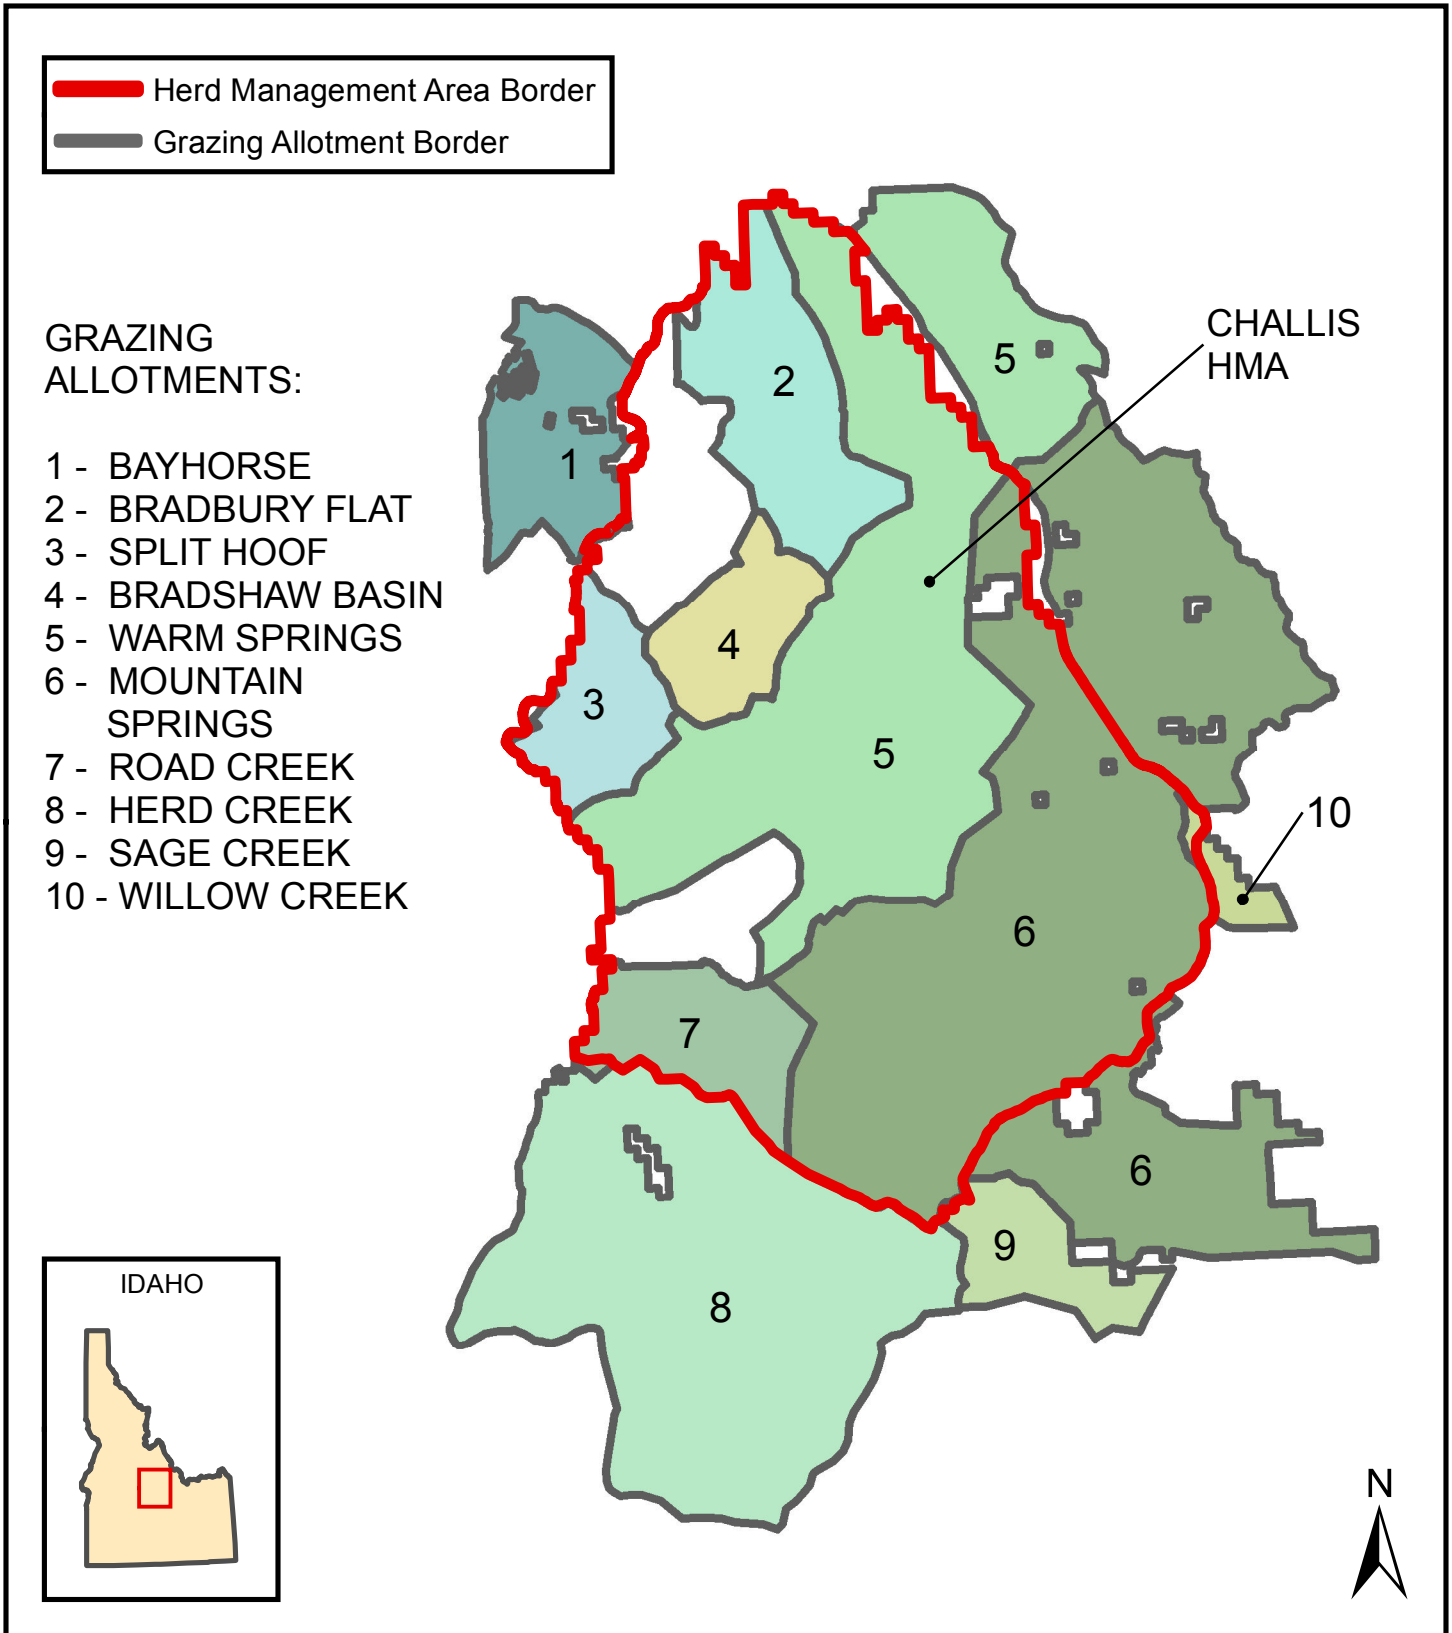 Herd Management Area Border
Grazing Allotment Border
GRAZING
ALLOTMENTS:
1 - BAYHORSE
2 - BRADBURY FLAT
3 - SPLIT HOOF
4 - BRADSHAW BASIN
5 - WARM SPRINGS
6 - MOUNTAIN
SPRINGS
7 - ROAD CREEK
8 - HERD CREEK
9 - SAGE CREEK
10 - WILLOW CREEK
CHALLIS
HMA
5
2
1
4
3
5
10
6
7
6
9
8
IDAHO
N